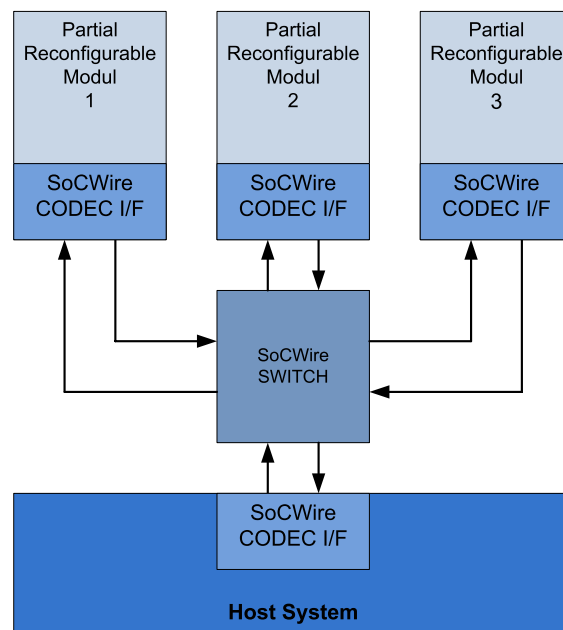 Partial
Reconfigurable
Modul
1
SoCWire
CODEC I/F
Partial
Reconfigurable
Modul
2
SoCWire
CODEC I/F
Partial
Reconfigurable
Modul
3
SoCWire
CODEC I/F
SoCWire
SWITCH
SoCWire
CODEC I/F
Host System